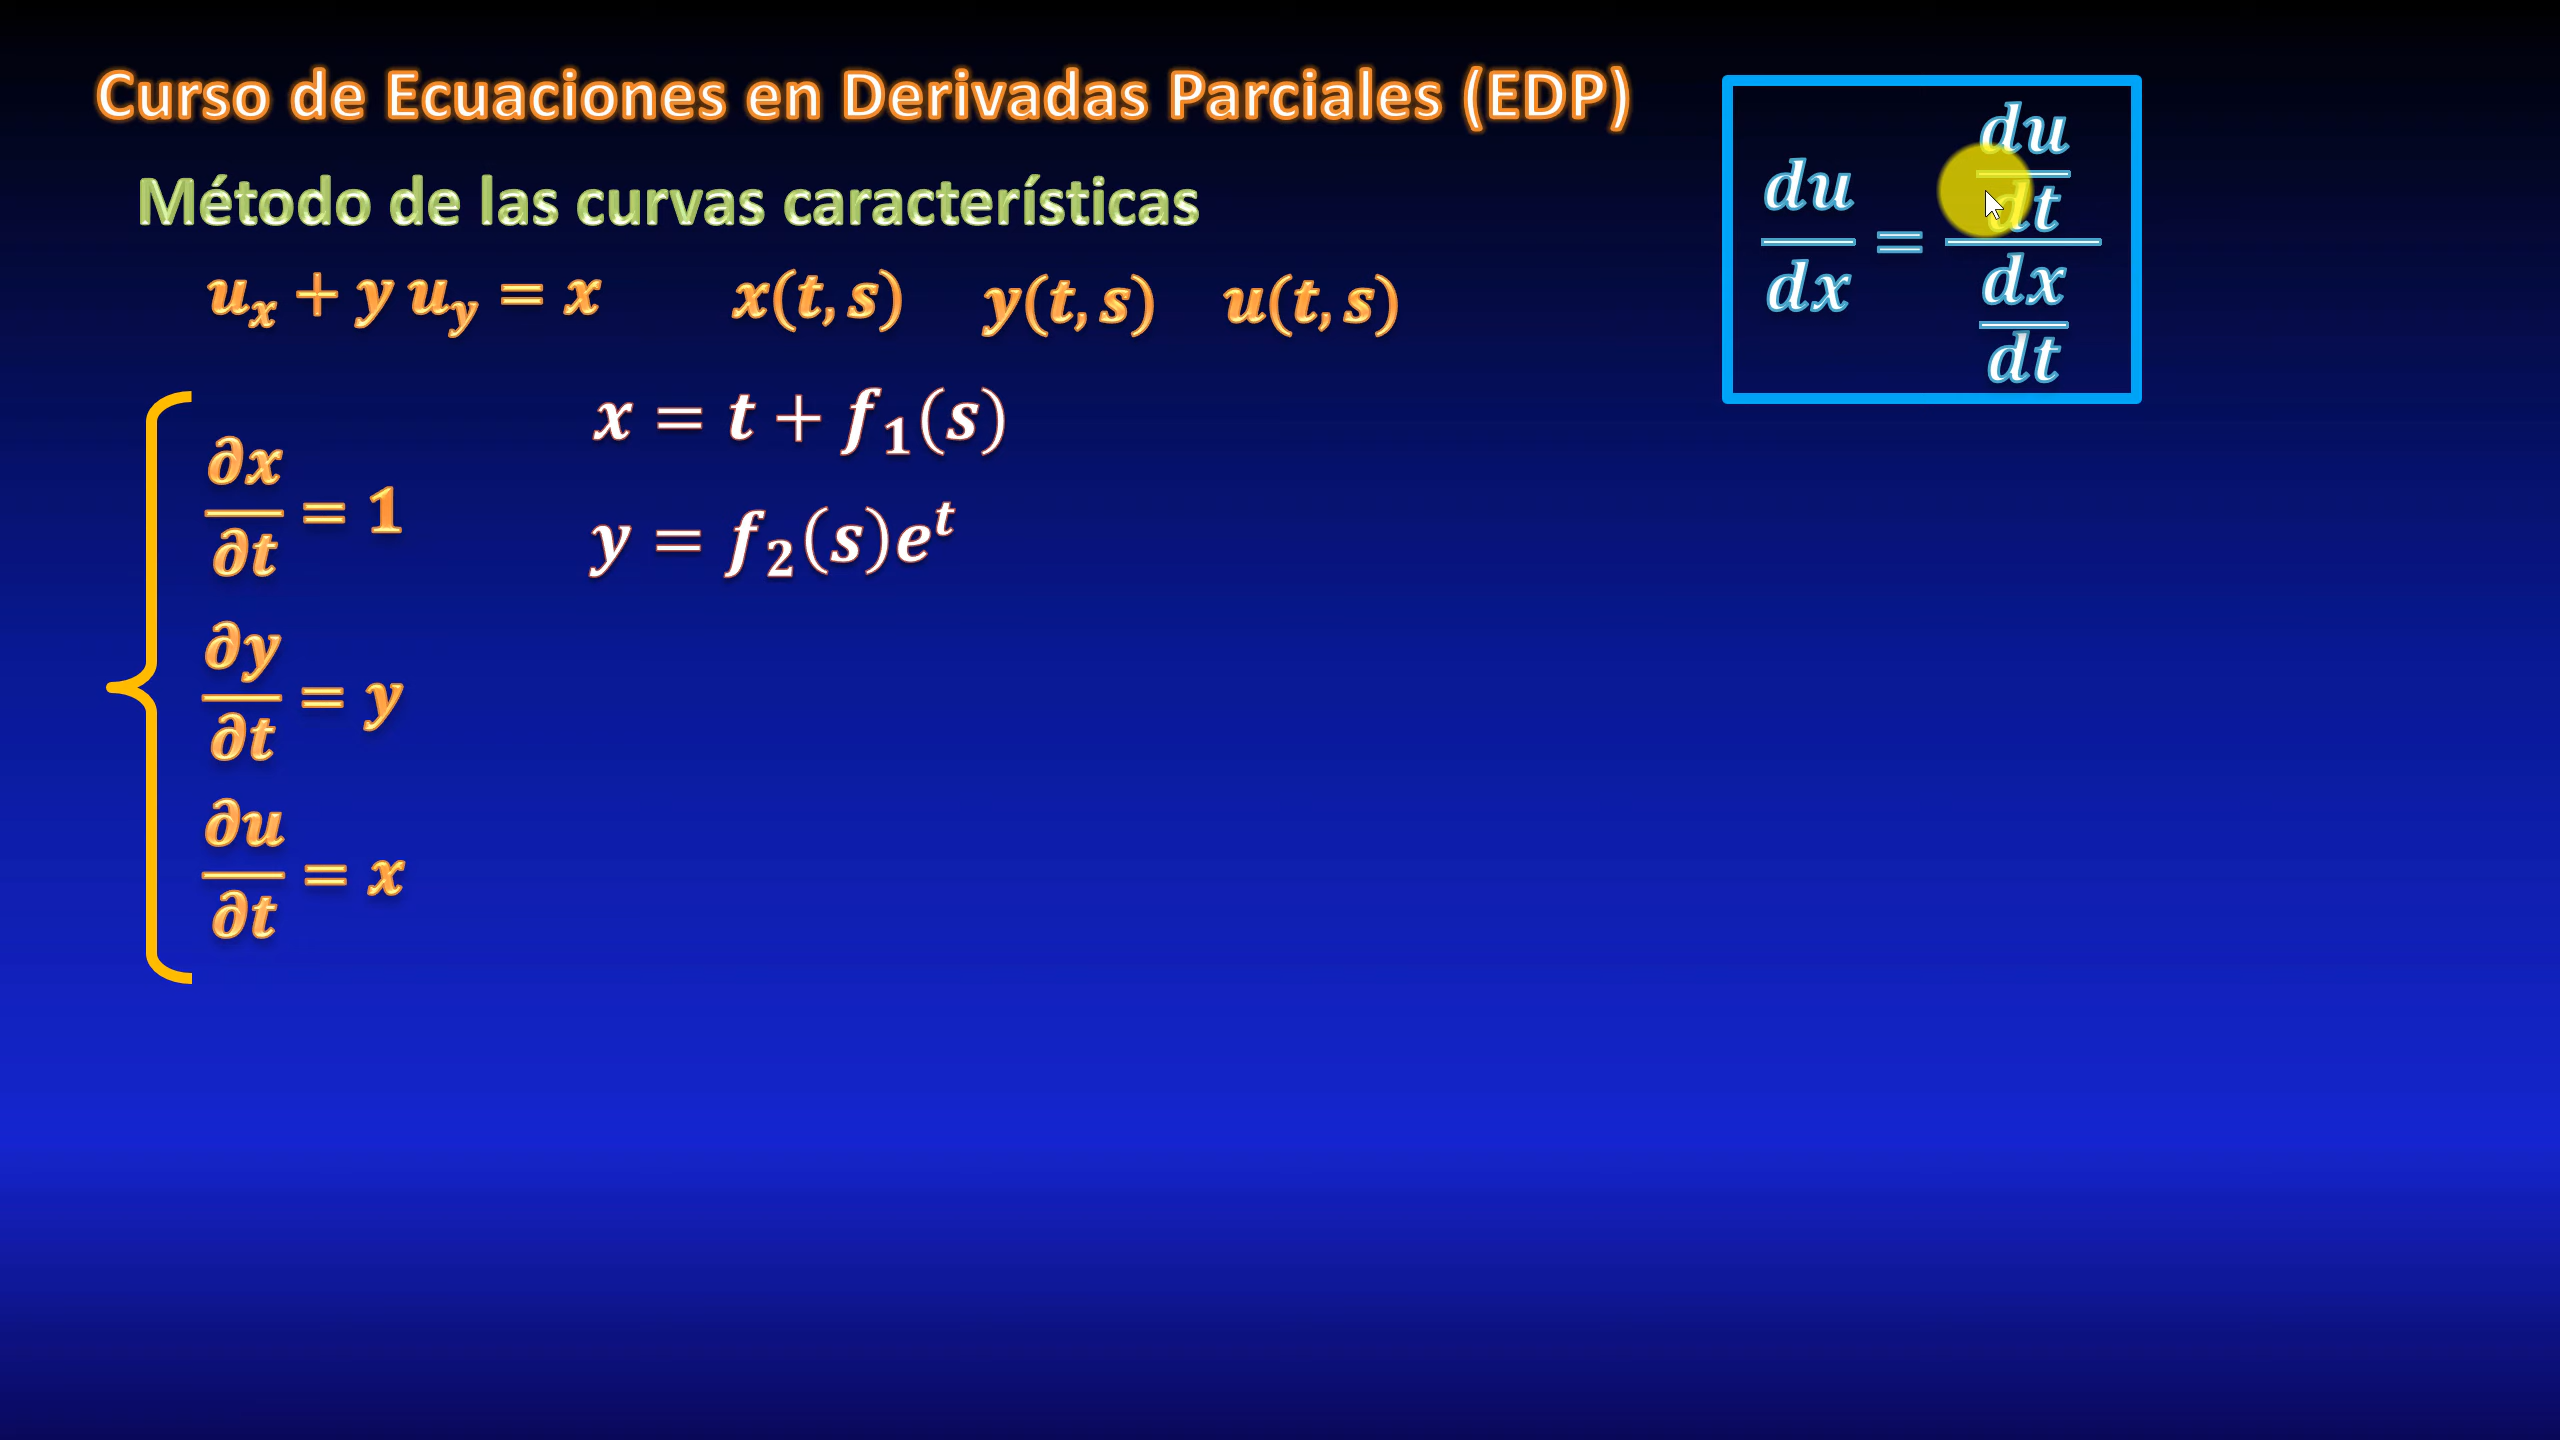 Curso de Ecuaciones en Derivadas Parciales (EDP)
Método de las curvas características
u_x + y u_y = x    x(t, s)    y(t, s)    u(t, s)
du/dx = (du/dt)/(dx/dt)
x = t + f_1(s)
∂x/∂t = 1
y = f_2(s)e^t
∂y/∂t = y
∂u/∂t = x